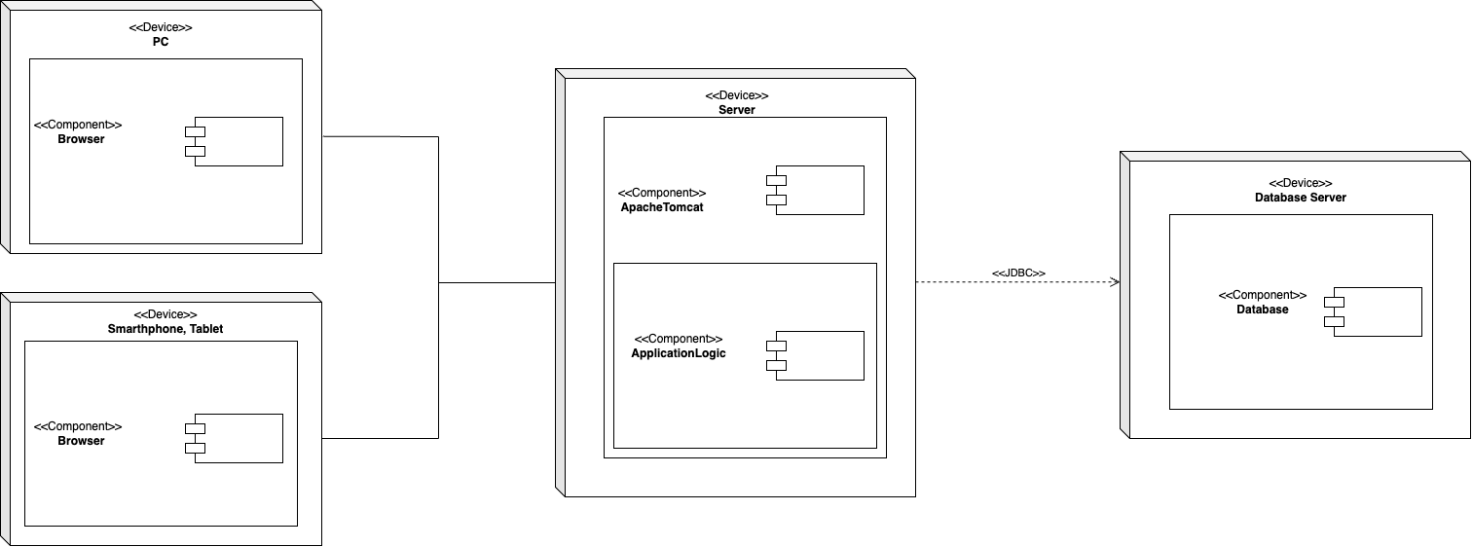 <<Device>>
PC
<<Component>>
Browser
<<Device>>
Smarthphone, Tablet
<<Component>>
Browser
<<Device>>
Server
<<Component>>
ApacheTomcat
<<Component>>
ApplicationLogic
<<JDBC>>
<<Device>>
Database Server
<<Component>>
Database